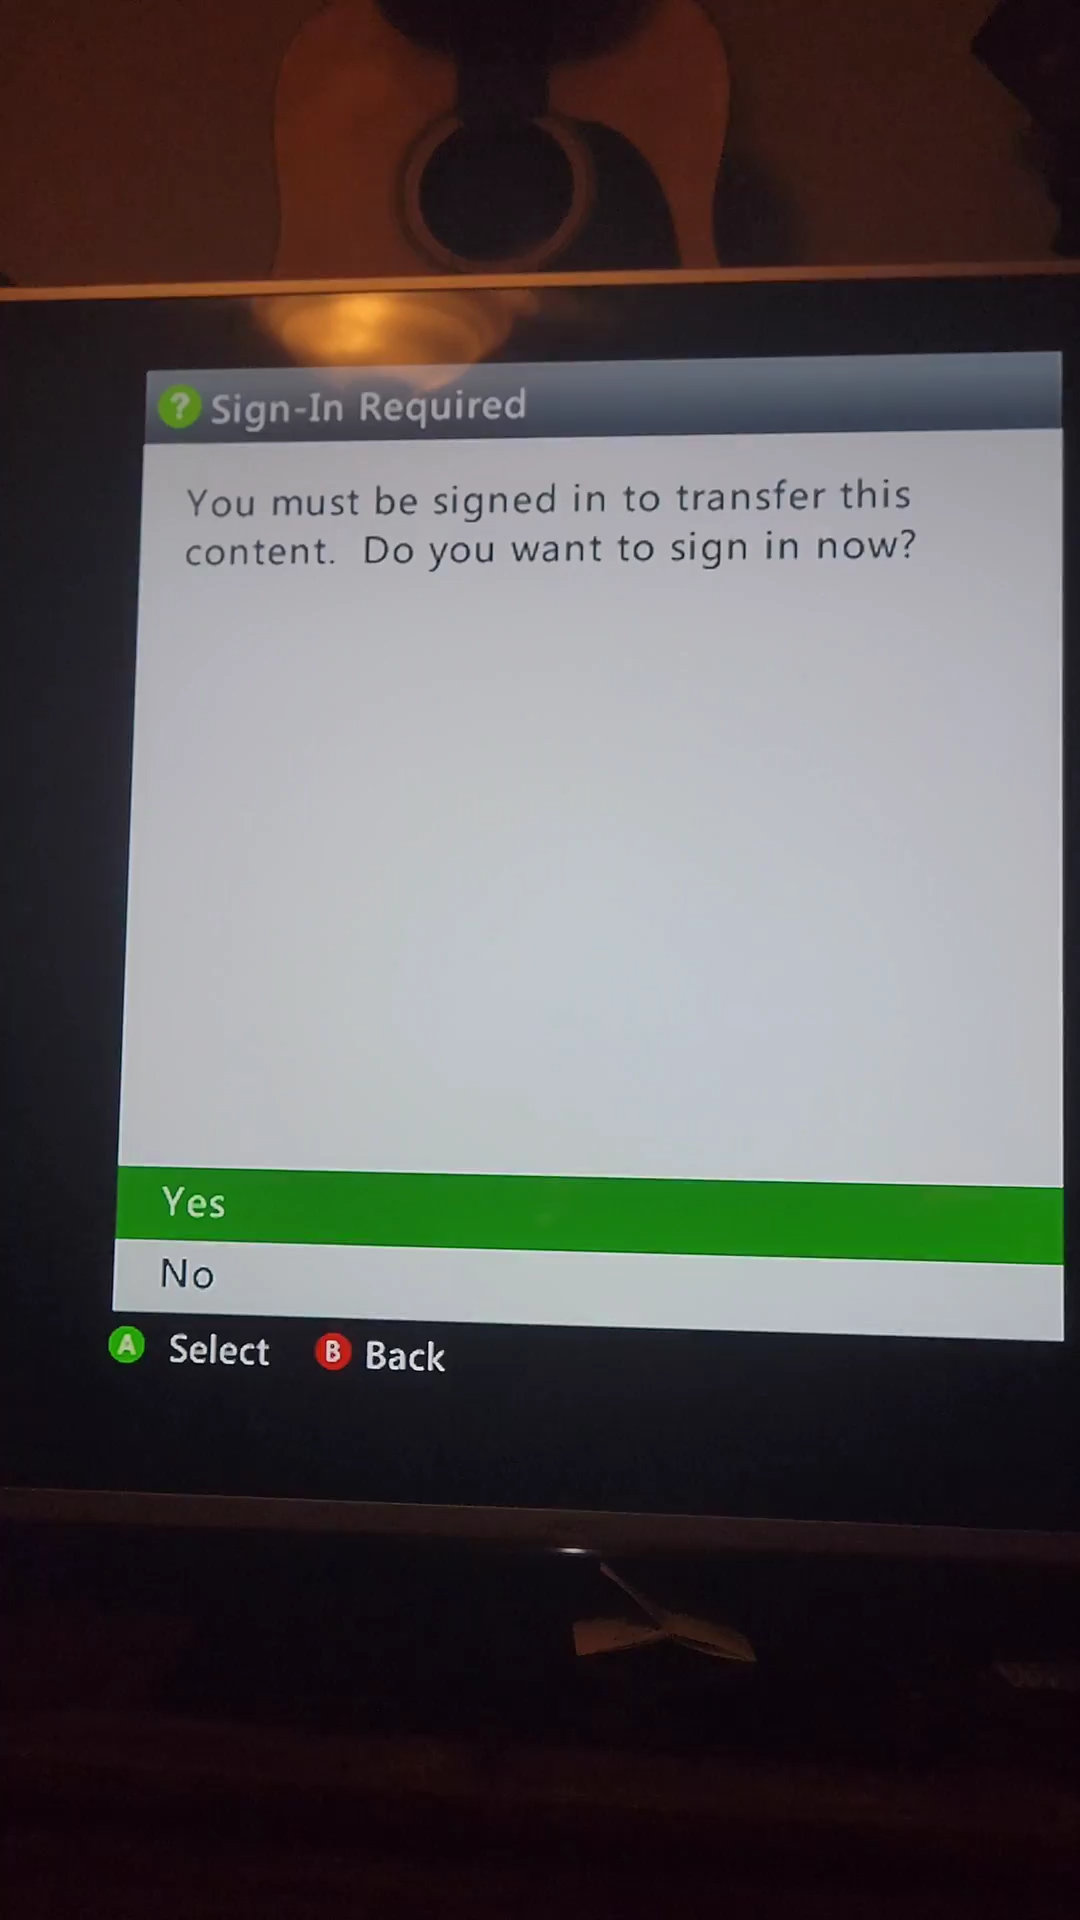 ? Sign-In Required
You must be signed in to transfer this
content. Do you want to sign in now?
Yes
No
A Select B Back